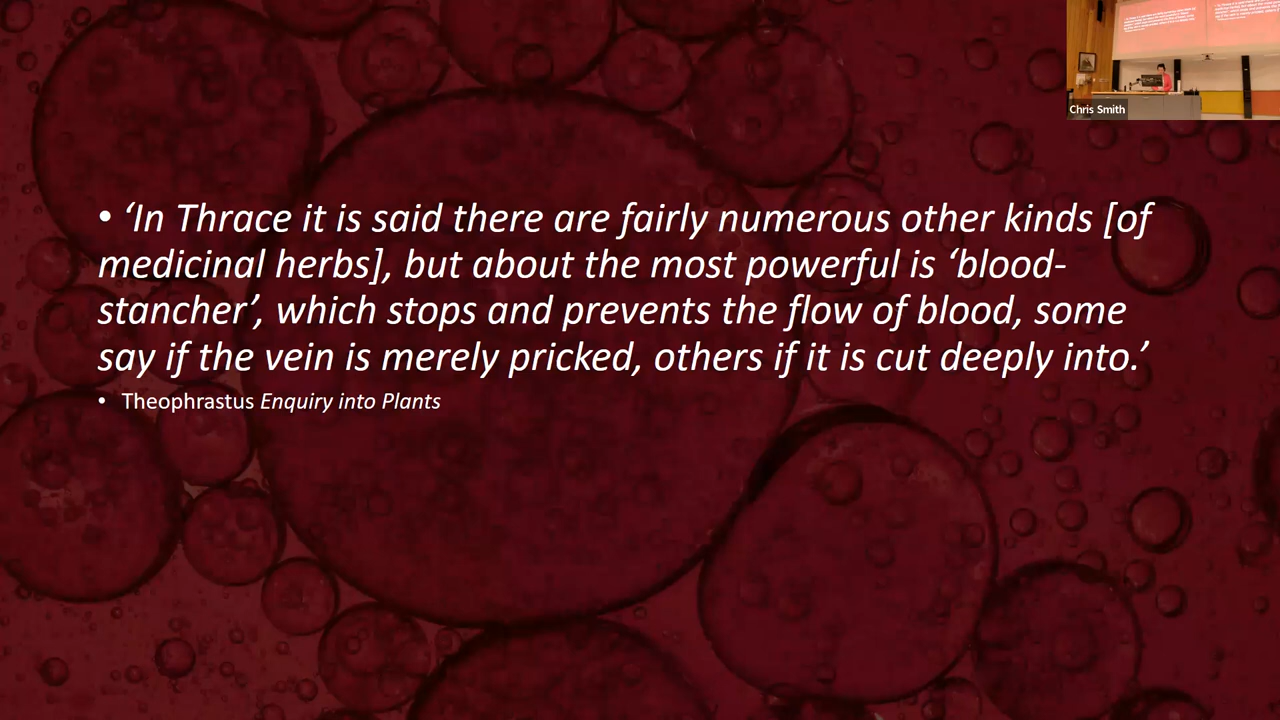 • ‘In Thrace it is said there are fairly numerous other kinds [of
medicinal herbs], but about the most powerful is ‘blood-
stancher’, which stops and prevents the flow of blood, some
say if the vein is merely pricked, others if it is cut deeply into.’
• Theophrastus Enquiry into Plants
Chris Smith